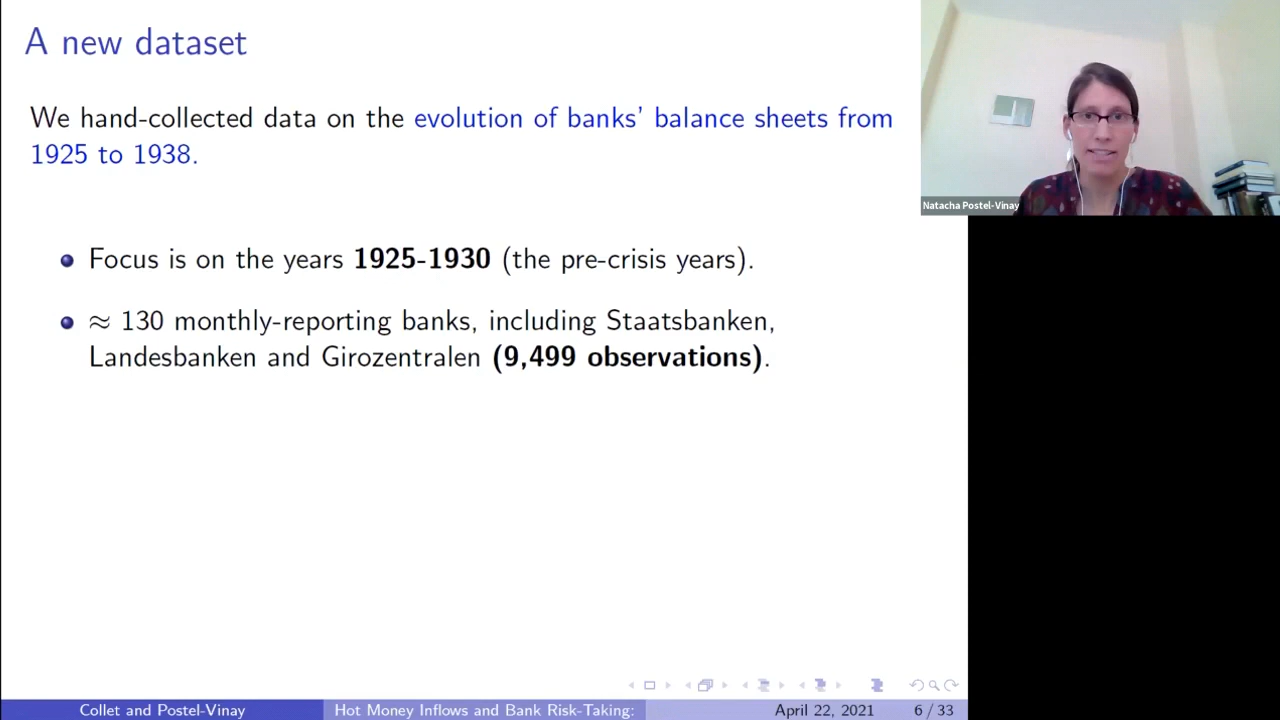 A new dataset
We hand-collected data on the evolution of banks' balance sheets from
1925 to 1938.
Focus is on the years 1925-1930 (the pre-crisis years).
≈ 130 monthly-reporting banks, including Staatsbanken,
Landesbanken and Girozentralen (9,499 observations).
Natacha Postel-Vinay
Collet and Postel-Vinay
Hot Money Inflows and Bank Risk-Taking:
April 22, 2021
6 / 33